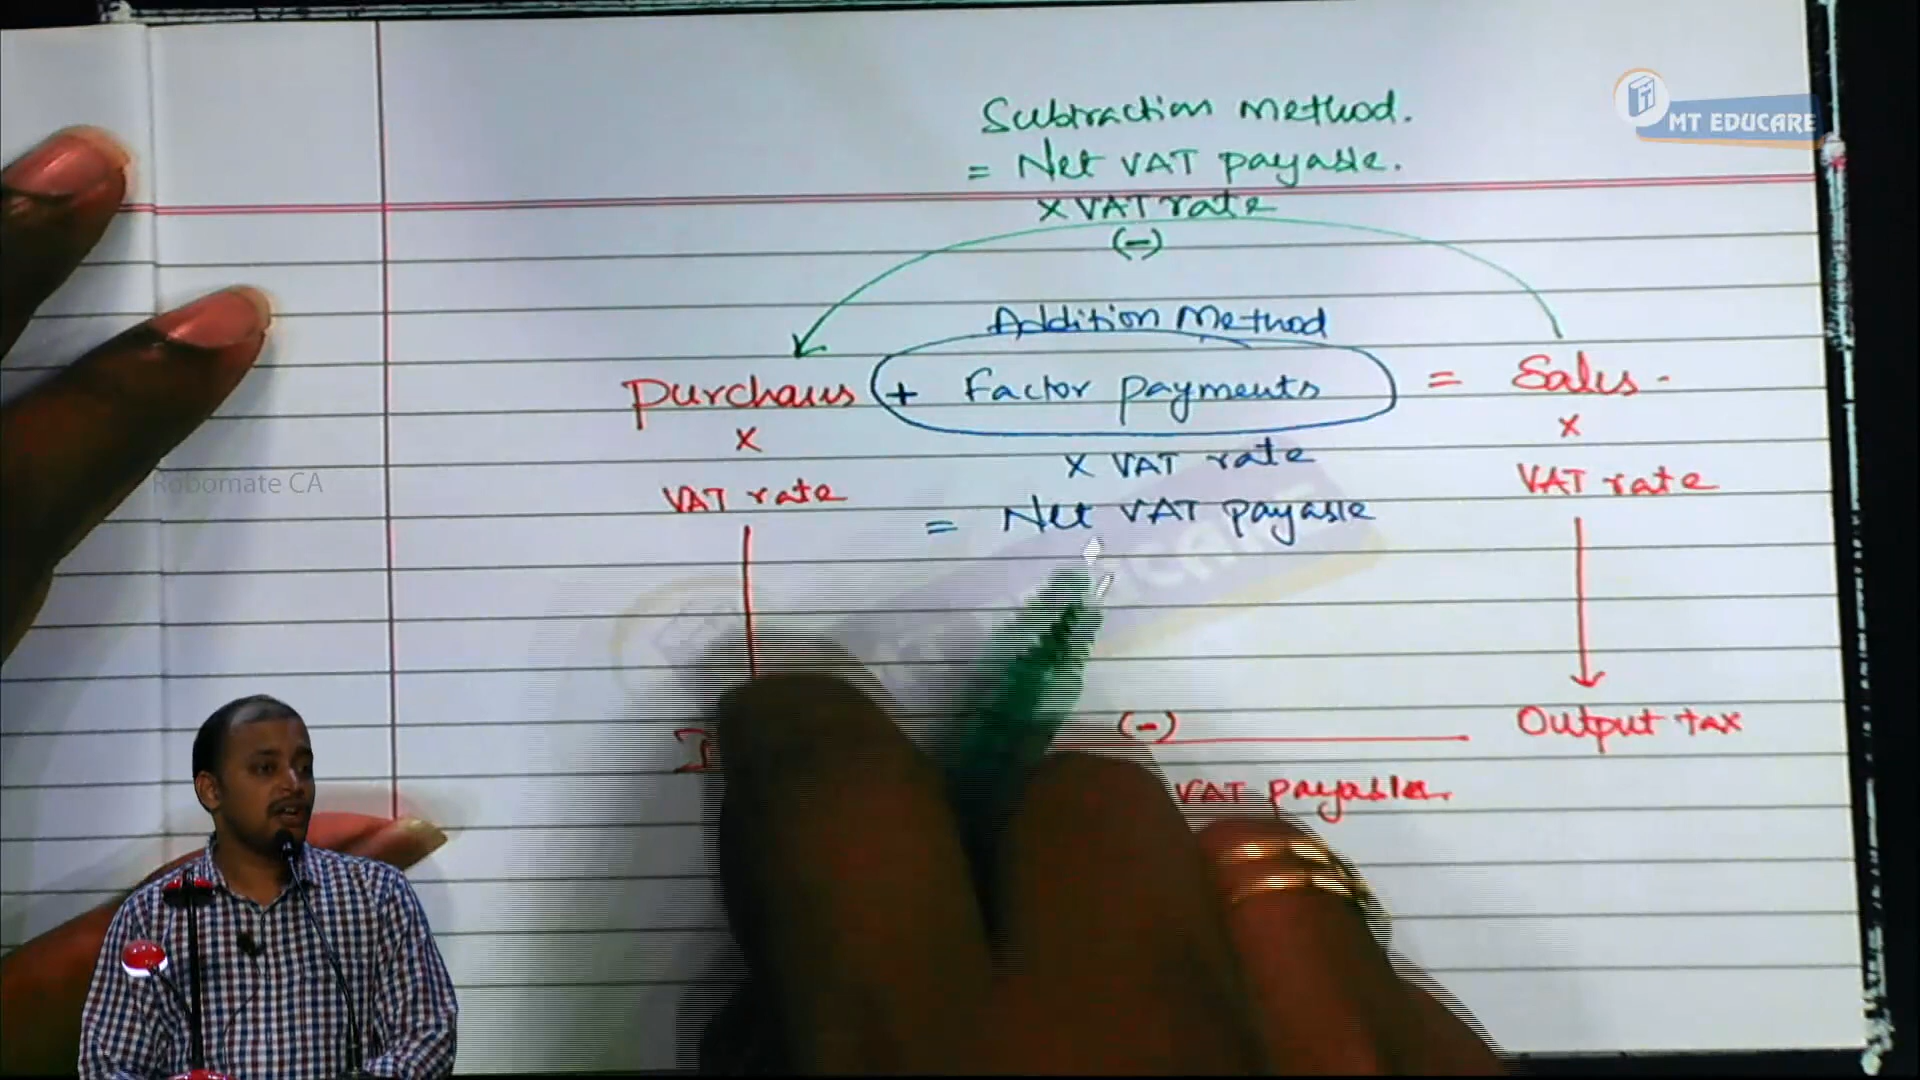 Subtraction Method.
= Net VAT payable.
x VAT rate
(-)
MT EDUCARE
Addition Method
Purchases + Factor payments = Sales.
x
x
x VAT rate
VAT rate
VAT rate
= Net VAT payable
Robomate CA
(-)
Output tax
VAT payable.